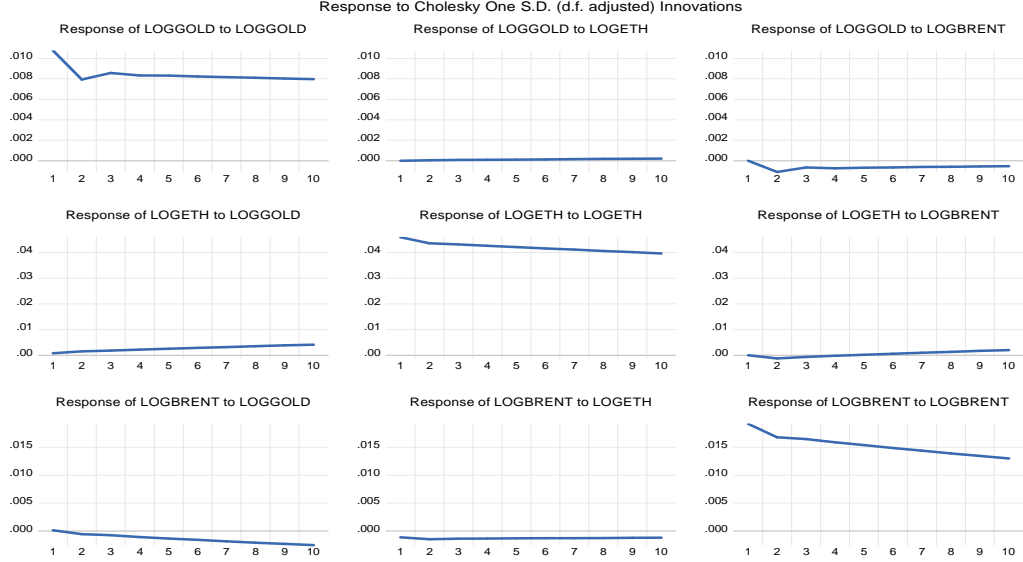 Response to Cholesky One S.D. (d.f. adjusted) Innovations
Response of LOGGOLD to LOGGOLD
.010
.008
.006
.004
.002
.000
1 2 3 4 5 6 7 8 9 10
Response of LOGGOLD to LOGETH
.010
.008
.006
.004
.002
.000
1 2 3 4 5 6 7 8 9 10
Response of LOGGOLD to LOGBRENT
.010
.008
.006
.004
.002
.000
1 2 3 4 5 6 7 8 9 10
Response of LOGETH to LOGGOLD
.04
.03
.02
.01
.00
1 2 3 4 5 6 7 8 9 10
Response of LOGETH to LOGETH
.04
.03
.02
.01
.00
1 2 3 4 5 6 7 8 9 10
Response of LOGETH to LOGBRENT
.04
.03
.02
.01
.00
1 2 3 4 5 6 7 8 9 10
Response of LOGBRENT to LOGGOLD
.015
.010
.005
.000
1 2 3 4 5 6 7 8 9 10
Response of LOGBRENT to LOGETH
.015
.010
.005
.000
1 2 3 4 5 6 7 8 9 10
Response of LOGBRENT to LOGBRENT
.015
.010
.005
.000
1 2 3 4 5 6 7 8 9 10